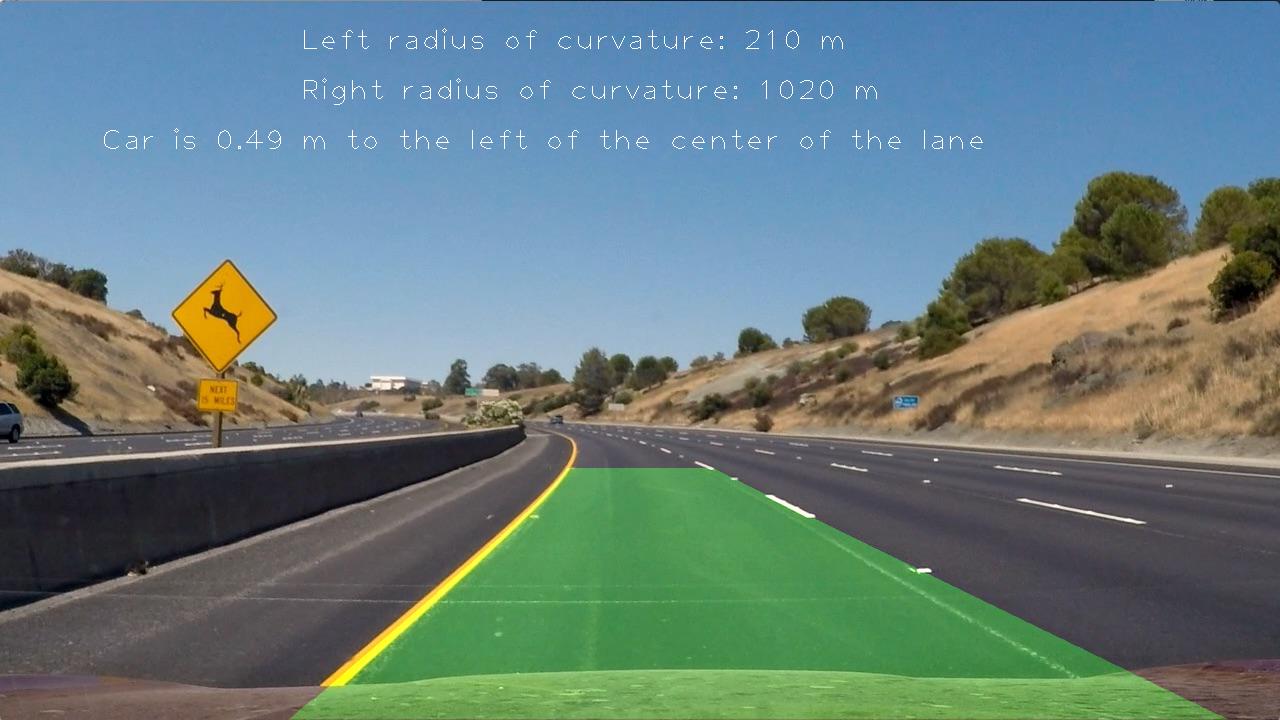 Left radius of curvature: 210 m
Right radius of curvature: 1020 m
Car is 0.49 m to the left of the center of the lane
NEXT
15 MILES